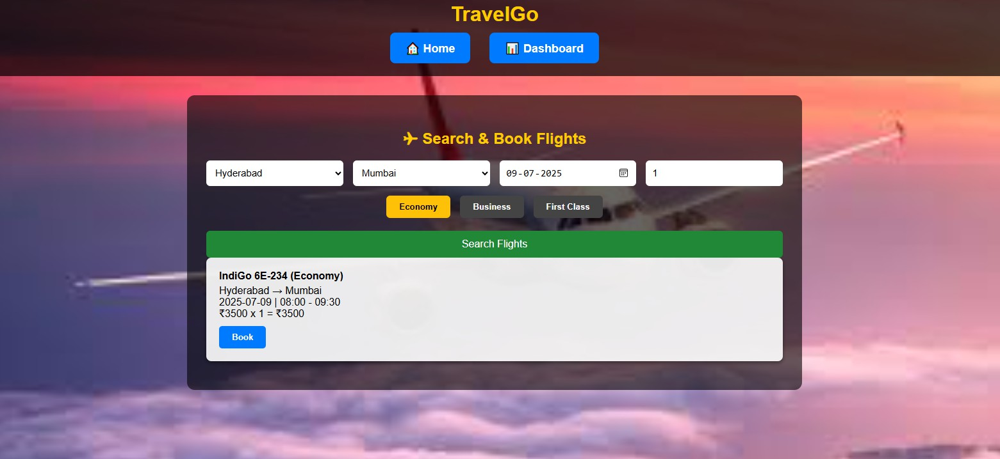 TravelGo
🏠 Home 📊 Dashboard
✈ Search & Book Flights
Hyderabad Mumbai 09-07-2025 1
Economy Business First Class
Search Flights
IndiGo 6E-234 (Economy)
Hyderabad → Mumbai
2025-07-09 | 08:00 - 09:30
₹3500 x 1 = ₹3500
Book